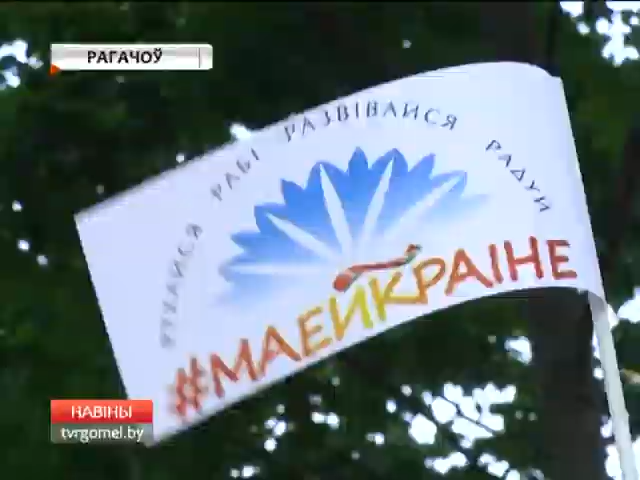 РАГАЧОЎ
РАБІ РАЗВІВАЙСЯ РАДУЙ
#МАЕЙКРАІНЕ
НАВІНЫ
tvrgomel.by